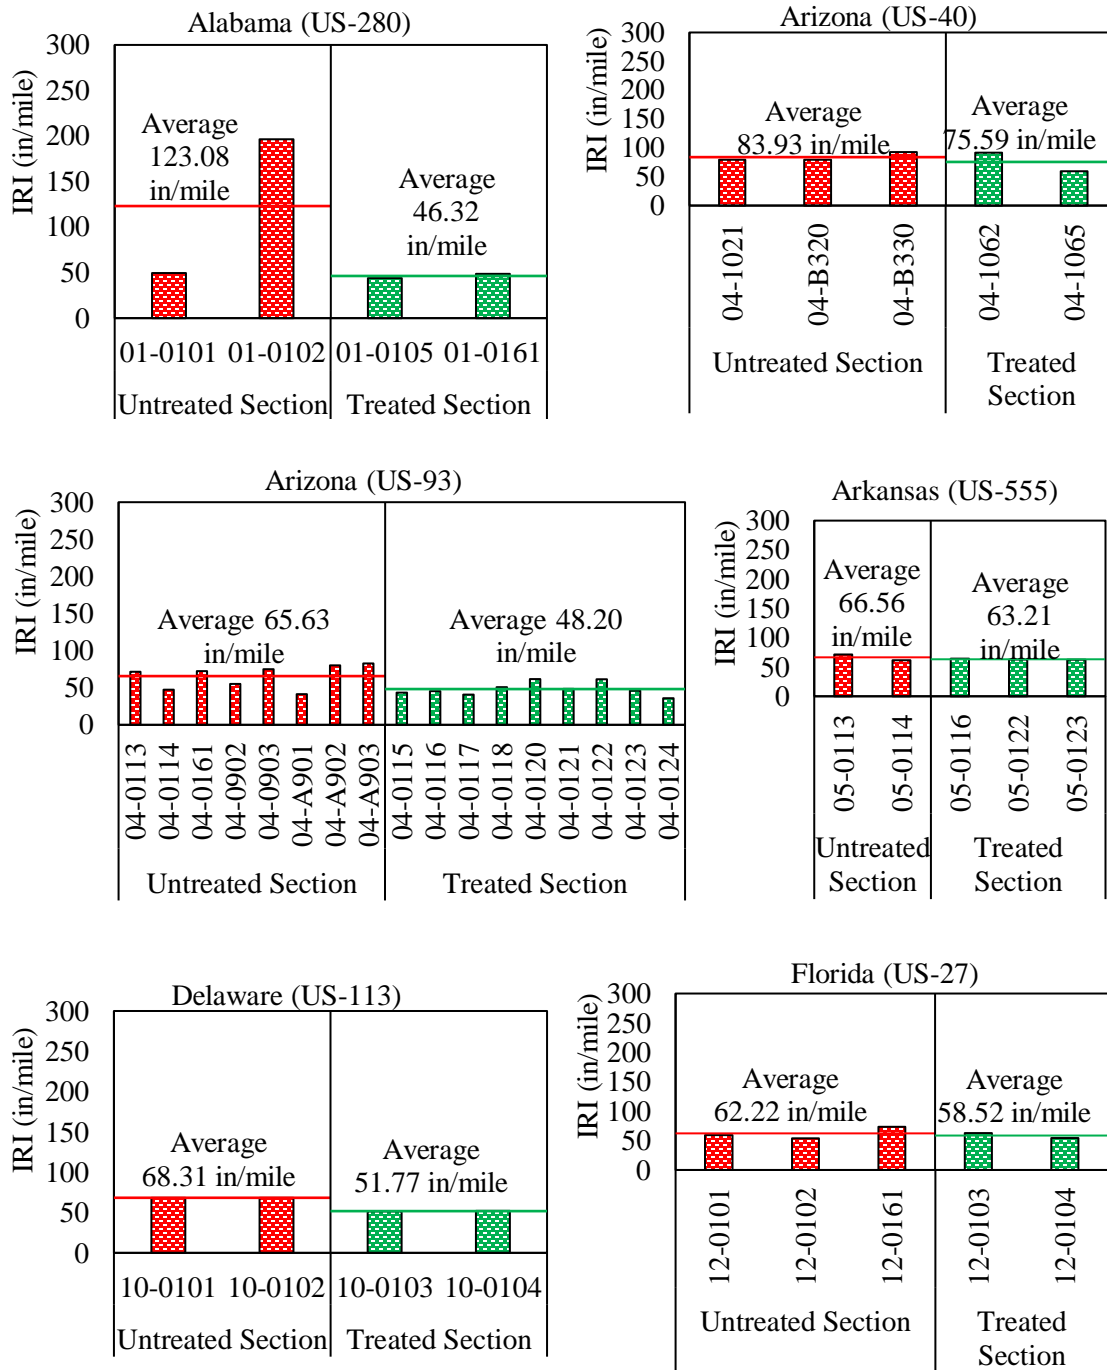 Alabama (US-280)
IRI (in/mile)
300
250
200
150
100
50
0
Average
123.08
in/mile
Average
46.32
in/mile
01-0101 01-0102 01-0105 01-0161
Untreated Section Treated Section
Arizona (US-40)
IRI (in/mile)
300
250
200
150
100
50
0
Average
83.93 in/mile
Average
75.59 in/mile
04-1021
04-B320
04-B330
04-1062
04-1065
Untreated Section
Treated
Section
Arizona (US-93)
IRI (in/mile)
300
250
200
150
100
50
0
Average 65.63
in/mile
Average 48.20
in/mile
04-0113
04-0114
04-0161
04-0902
04-0903
04-A901
04-A902
04-A903
04-0115
04-0116
04-0117
04-0118
04-0120
04-0121
04-0122
04-0123
04-0124
Untreated Section
Treated Section
Arkansas (US-555)
IRI (in/mile)
300
250
200
150
100
50
0
Average
66.56
in/mile
Average
63.21
in/mile
05-0113
05-0114
05-0116
05-0122
05-0123
Untreated
Section
Treated
Section
Delaware (US-113)
IRI (in/mile)
300
250
200
150
100
50
0
Average
68.31 in/mile
Average
51.77 in/mile
10-0101 10-0102 10-0103 10-0104
Untreated Section Treated Section
Florida (US-27)
IRI (in/mile)
300
250
200
150
100
50
0
Average
62.22 in/mile
Average
58.52 in/mile
12-0101
12-0102
12-0161
12-0103
12-0104
Untreated Section
Treated
Section